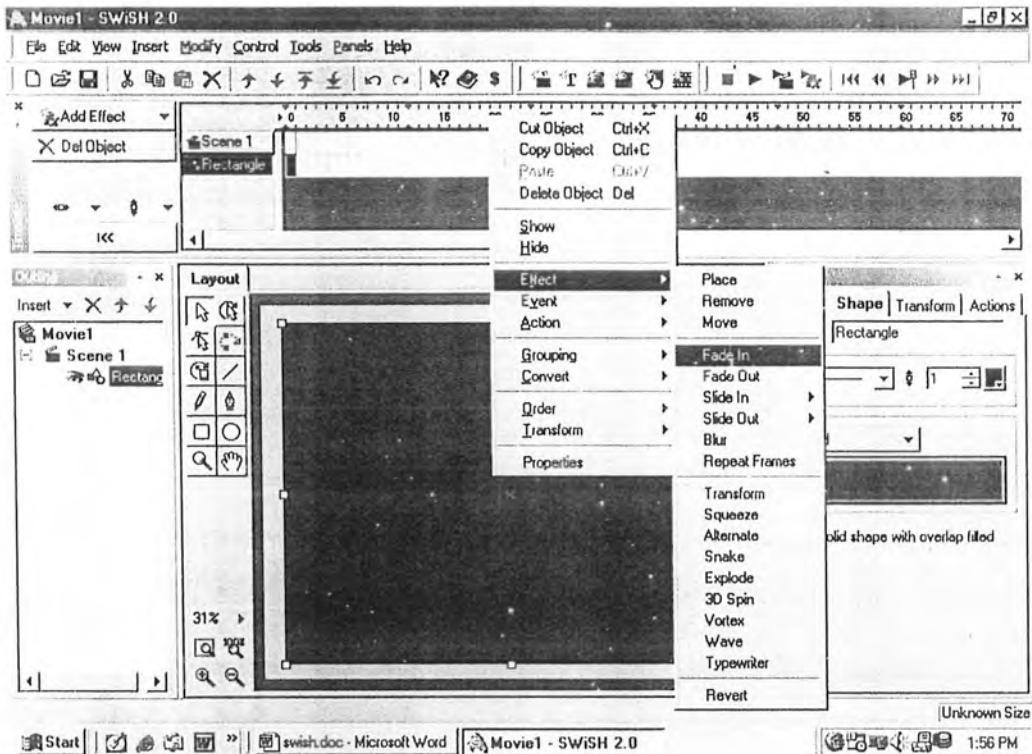 Movie1 - SWiSH 2.0
File Edit View Insert Modify Control Tools Panels Help
Add Effect
Del Object
0 5 10 15 40 45 50 55 60 65 70
Scene 1
Rectangle
Cut Object Ctrl+X
Copy Object Ctrl+C
Paste Ctrl+V
Delete Object Del
Show
Hide
Effect
Event
Action
Grouping
Convert
Order
Transform
Properties
Place
Remove
Move
Fade In
Fade Out
Slide In
Slide Out
Blur
Repeat Frames
Transform
Squeeze
Alternate
Snake
Explode
3D Spin
Vortex
Wave
Typewriter
Revert
Outline
Insert
Movie1
Scene 1
Rectang
Layout
31%
100%
Shape Transform Actions
Rectangle
1
olid shape with overlap filled
Unknown Size
Start swish.doc - Microsoft Word Movie1 - SWiSH 2.0 1:56 PM